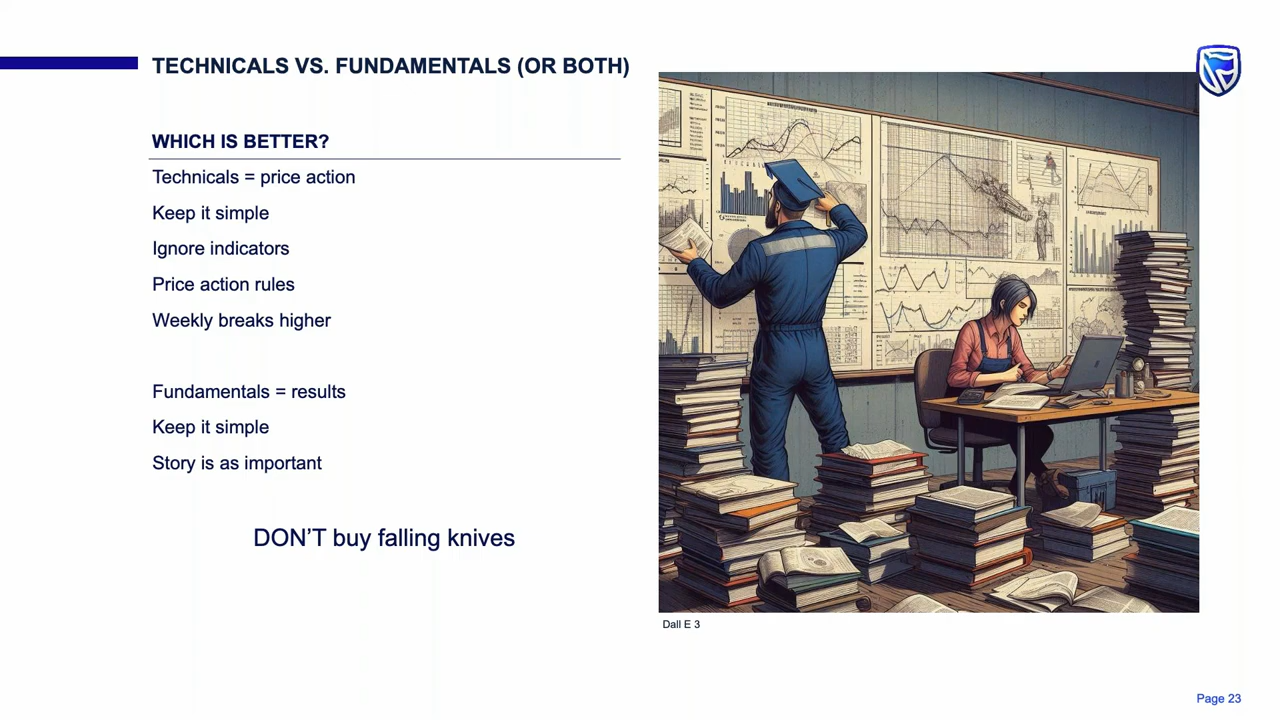 TECHNICALS VS. FUNDAMENTALS (OR BOTH)
WHICH IS BETTER?
Technicals = price action
Keep it simple
Ignore indicators
Price action rules
Weekly breaks higher
Fundamentals = results
Keep it simple
Story is as important
DON'T buy falling knives
Dall E 3
Page 23